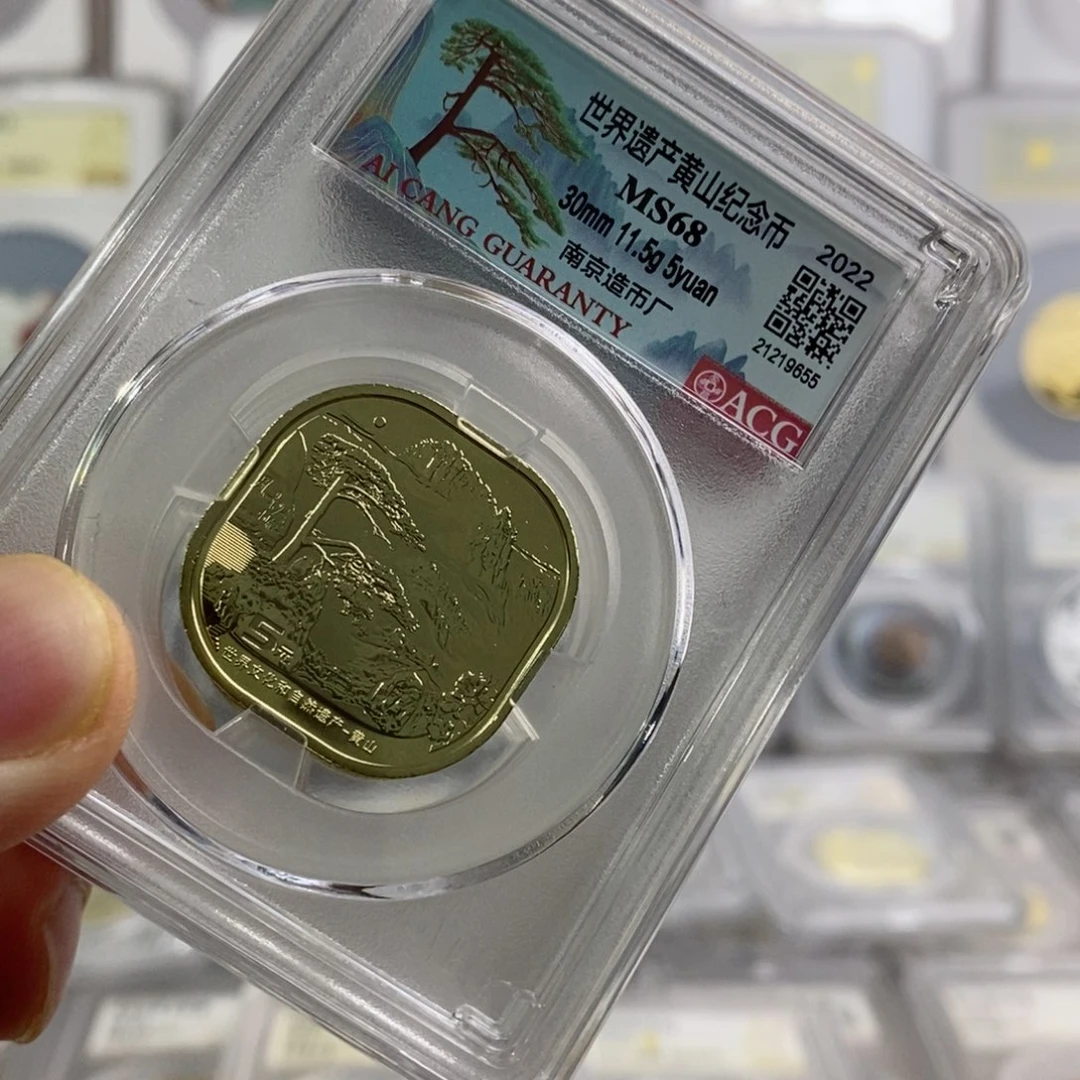 世界遗产黄山纪念币 2022
MS68
30mm 11.5g 5yuan
南京造币厂
AI CANG GUARANTY
21219655
ACG
5元
世界文化和自然遗产-黄山